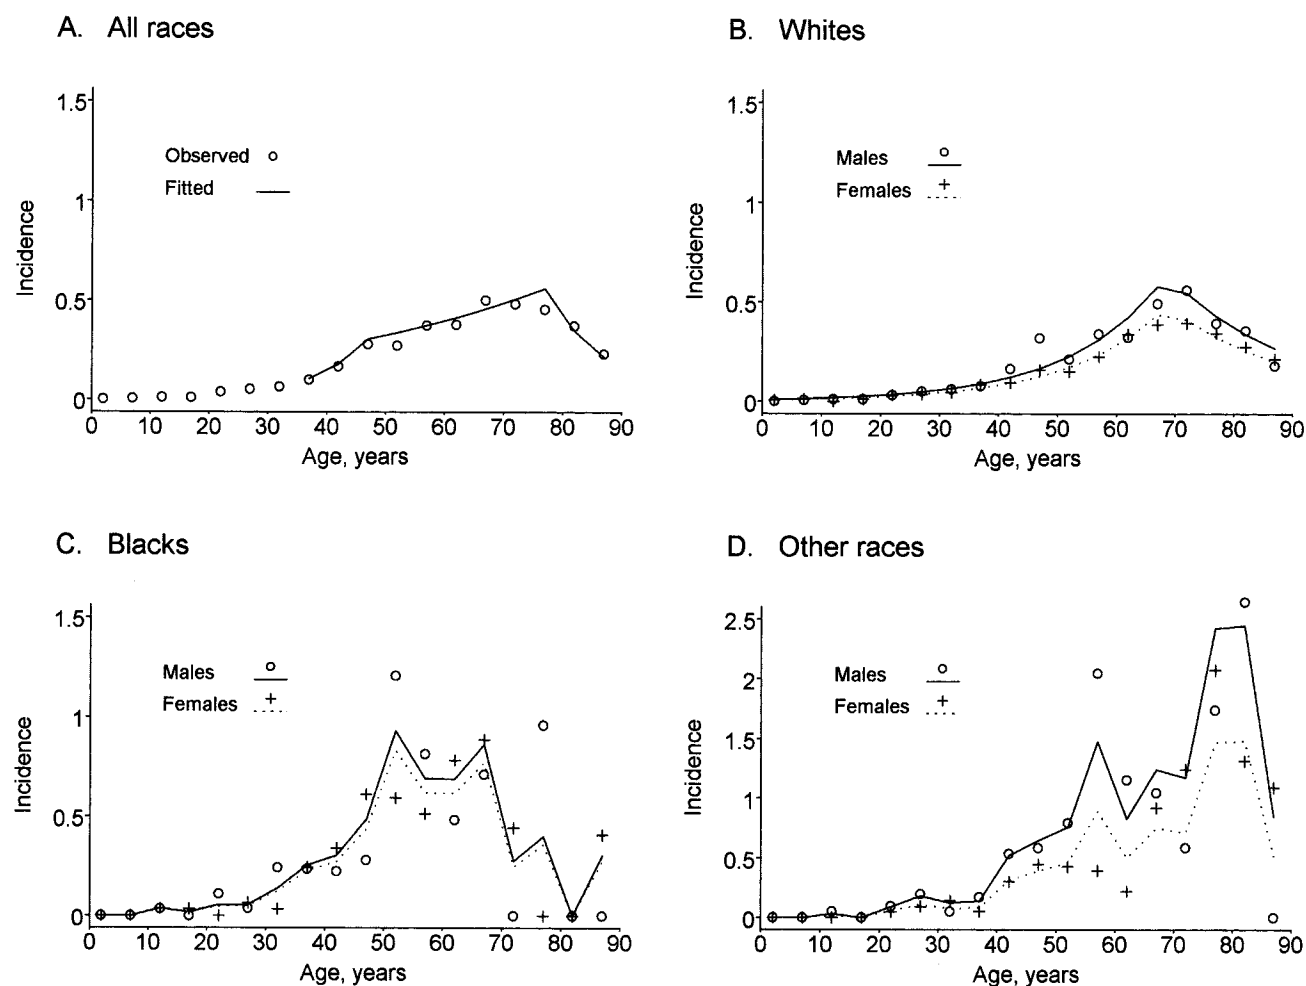 A. All races
1.5
1
0.5
0
Incidence
Observed
Fitted
0 10 20 30 40 50 60 70 80 90
Age, years
B. Whites
1.5
1
0.5
0
Incidence
Males
Females
0 10 20 30 40 50 60 70 80 90
Age, years
C. Blacks
1.5
1
0.5
0
Incidence
Males
Females
0 10 20 30 40 50 60 70 80 90
Age, years
D. Other races
2.5
2
1.5
1
0.5
0
Incidence
Males
Females
0 10 20 30 40 50 60 70 80 90
Age, years